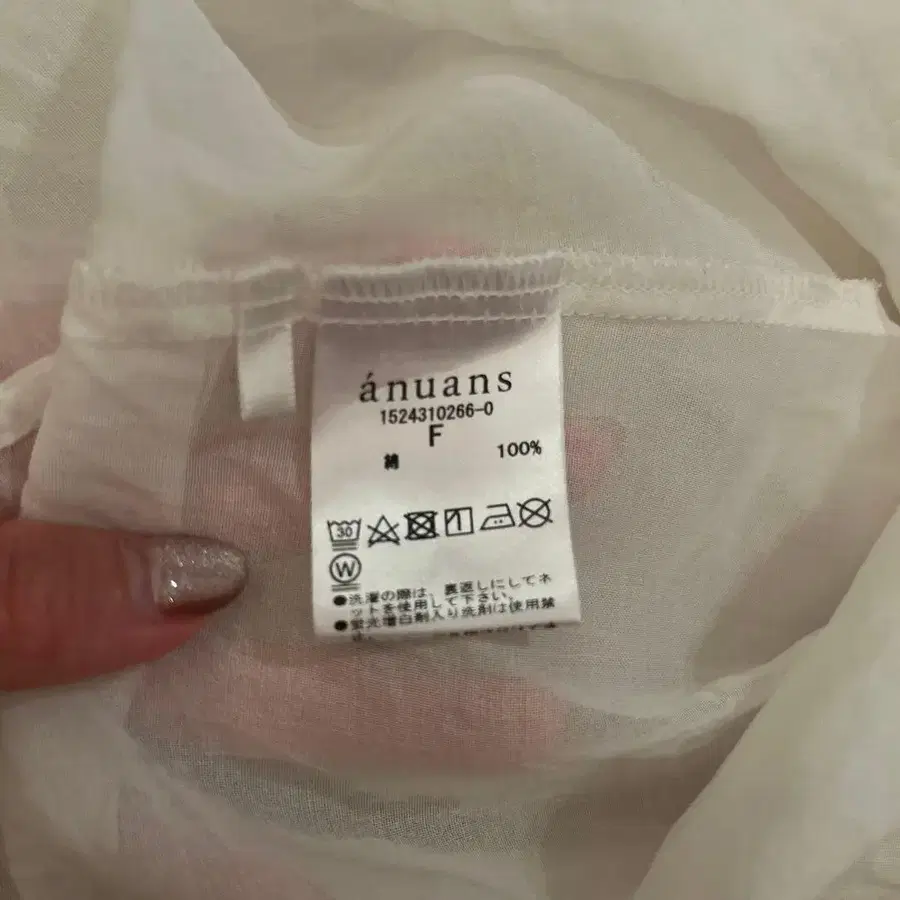 ánuans
1524310266-0
F
綿 100%
30
W
●洗濯の際は、裏返しにしてネ
ットを使用して下さい。
●蛍光増白剤入り洗剤は使用禁
止。